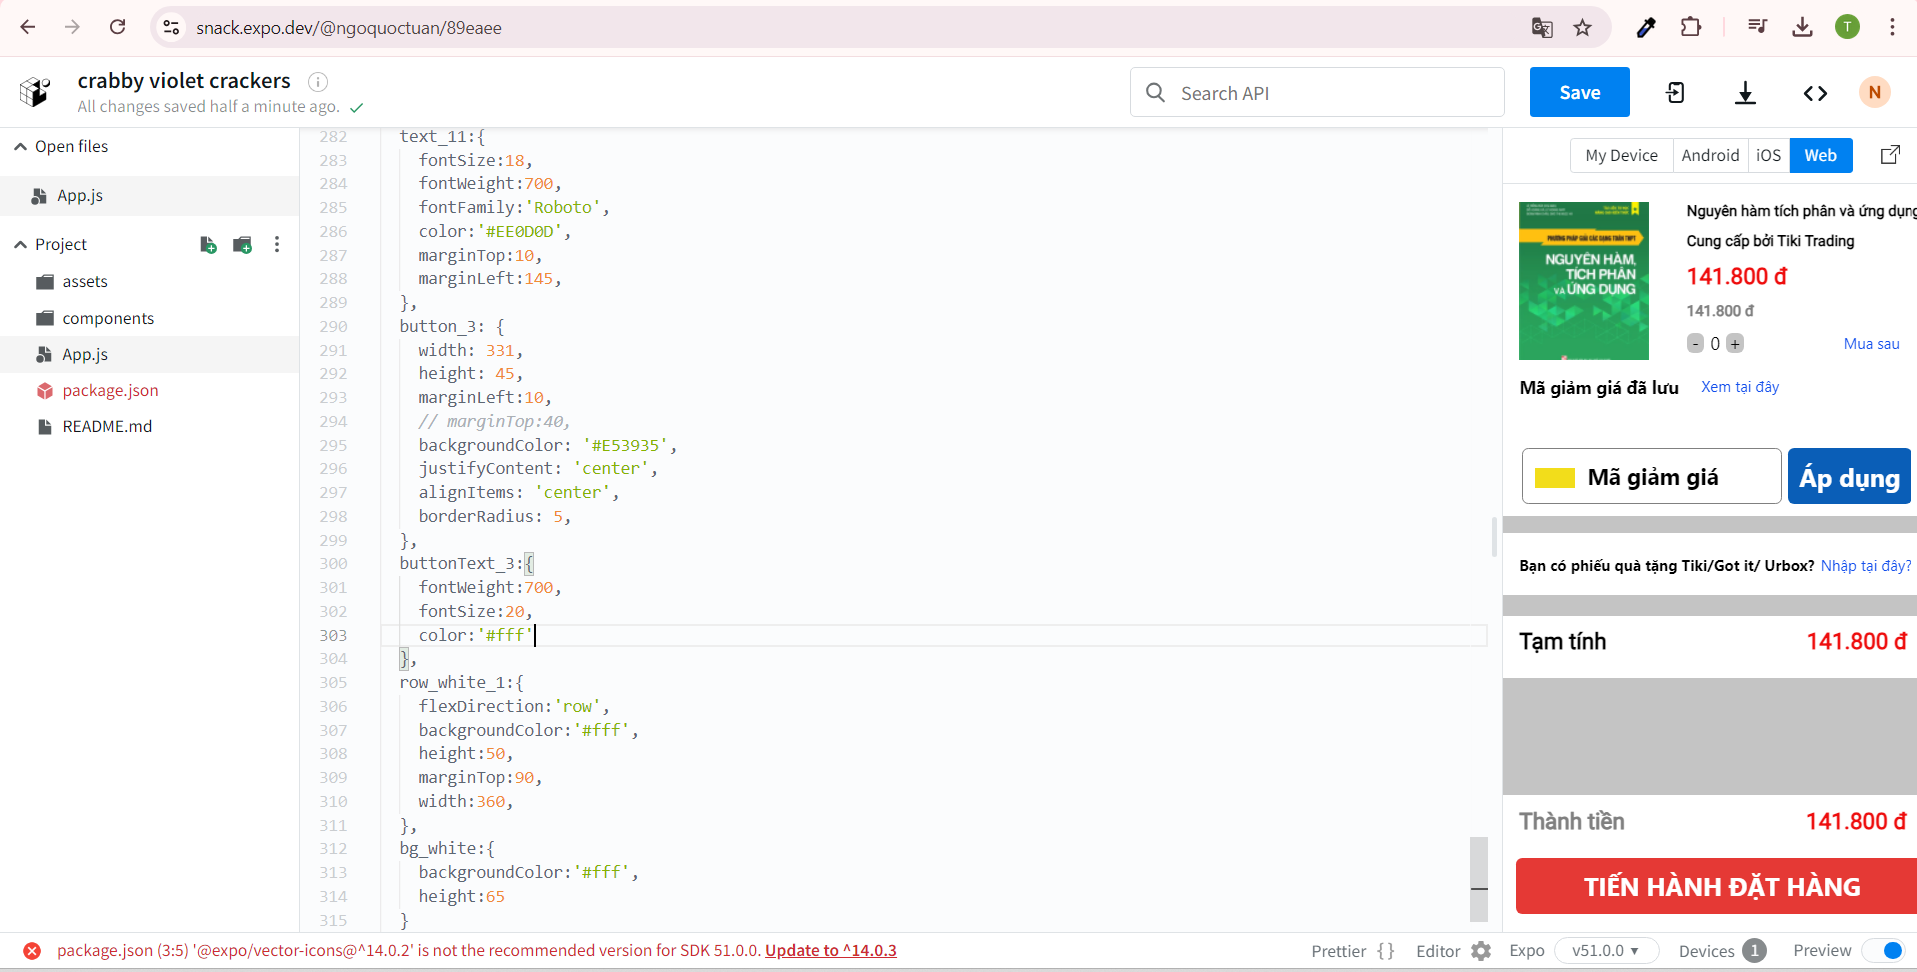 snack.expo.dev/@ngoquoctuan/89eaee
T
crabby violet crackers
All changes saved half a minute ago.
Search API
Save
N
Open files
App.js
Project
assets
components
App.js
package.json
README.md
282 text_11:{
283 fontSize:18,
284 fontWeight:700,
285 fontFamily:'Roboto',
286 color:'#EE0D0D',
287 marginTop:10,
288 marginLeft:145,
289 },
290 button_3: {
291 width: 331,
292 height: 45,
293 marginLeft:10,
294 // marginTop:40,
295 backgroundColor: '#E53935',
296 justifyContent: 'center',
297 alignItems: 'center',
298 borderRadius: 5,
299 },
300 buttonText_3:{
301 fontWeight:700,
302 fontSize:20,
303 color:'#fff'
304 },
305 row_white_1:{
306 flexDirection:'row',
307 backgroundColor:'#fff',
308 height:50,
309 marginTop:90,
310 width:360,
311 },
312 bg_white:{
313 backgroundColor:'#fff',
314 height:65
315 }
My Device Android iOS Web
PHƯƠNG PHÁP GIẢI CÁC DẠNG TOÁN THPT
NGUYÊN HÀM,
TÍCH PHÂN
VÀ ỨNG DỤNG
Nguyên hàm tích phân và ứng dụng
Cung cấp bởi Tiki Trading
141.800 đ
141.800 đ
- 0 + Mua sau
Mã giảm giá đã lưu Xem tại đây
Mã giảm giá Áp dụng
Bạn có phiếu quà tặng Tiki/Got it/ Urbox? Nhập tại đây?
Tạm tính 141.800 đ
Thành tiền 141.800 đ
TIẾN HÀNH ĐẶT HÀNG
package.json (3:5) '@expo/vector-icons@^14.0.2' is not the recommended version for SDK 51.0.0. Update to ^14.0.3
Prettier { } Editor Expo v51.0.0 Devices 1 Preview